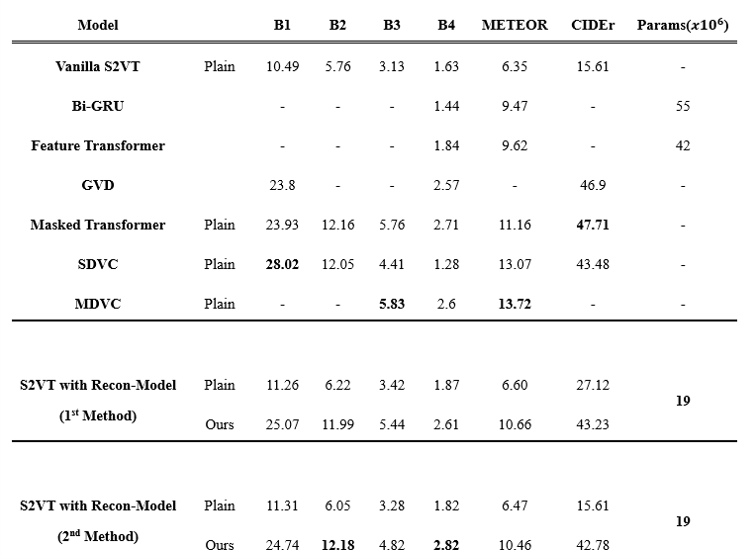 Model B1 B2 B3 B4 METEOR CIDEr Params(x10⁶)
Vanilla S2VT Plain 10.49 5.76 3.13 1.63 6.35 15.61 -
Bi-GRU - - - 1.44 9.47 - 55
Feature Transformer - - - 1.84 9.62 - 42
GVD 23.8 - - 2.57 - 46.9 -
Masked Transformer Plain 23.93 12.16 5.76 2.71 11.16 47.71 -
SDVC Plain 28.02 12.05 4.41 1.28 13.07 43.48 -
MDVC Plain - - 5.83 2.6 13.72 - -
S2VT with Recon-Model Plain 11.26 6.22 3.42 1.87 6.60 27.12
(1st Method) 19
Ours 25.07 11.99 5.44 2.61 10.66 43.23
S2VT with Recon-Model Plain 11.31 6.05 3.28 1.82 6.47 15.61
(2nd Method) 19
Ours 24.74 12.18 4.82 2.82 10.46 42.78